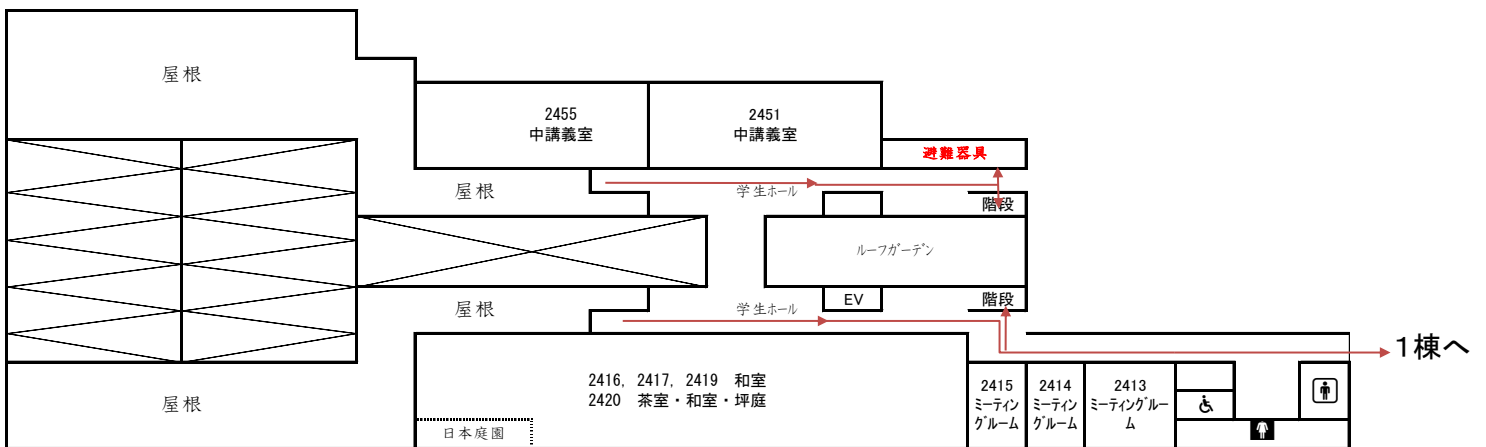 屋根
2455
中講義室
2451
中講義室
避難器具
屋根
学生ホール
階段
ルーフガーデン
屋根
学生ホール
EV
階段
1棟へ
2416, 2417, 2419 和室
2420 茶室・和室・坪庭
2415
ミーティン
グルーム
2414
ミーティン
グルーム
2413
ミーティングルー
ム
屋根
日本庭園